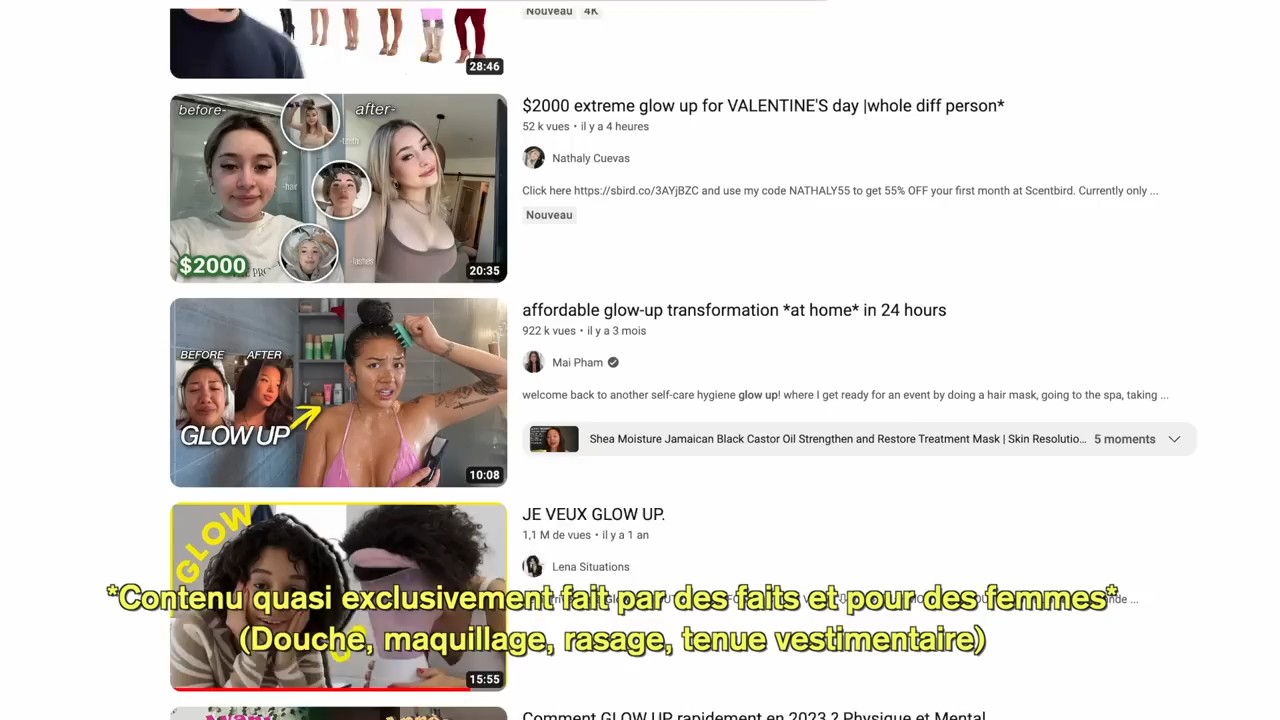 Nouveau 4K
28:46
before-
after-
-tooth
-hair
-lashes
$2000
20:35
$2000 extreme glow up for VALENTINE'S day |whole diff person*
52 k vues • il y a 4 heures
Nathaly Cuevas
Click here https://sbird.co/3AYjBZC and use my code NATHALY55 to get 55% OFF your first month at Scentbird. Currently only ...
Nouveau
BEFORE AFTER
GLOW UP
10:08
affordable glow-up transformation *at home* in 24 hours
922 k vues • il y a 3 mois
Mai Pham
welcome back to another self-care hygiene glow up! where I get ready for an event by doing a hair mask, going to the spa, taking ...
Shea Moisture Jamaican Black Castor Oil Strengthen and Restore Treatment Mask | Skin Resolutio... 5 moments
GLOW
15:55
JE VEUX GLOW UP.
1,1 M de vues • il y a 1 an
Lena Situations
*Contenu quasi exclusivement fait par des faits et pour des femmes*
(Douche, maquillage, rasage, tenue vestimentaire)
Comment GLOW UP rapidement en 2023 ? Physique et Mental